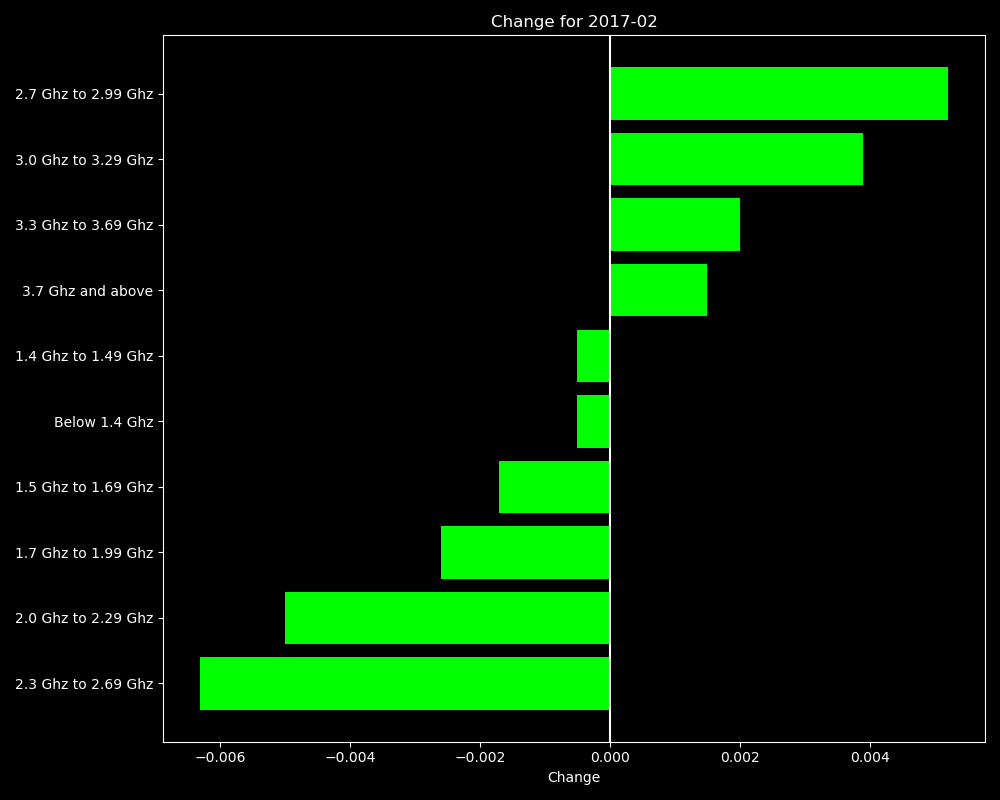 Change for 2017-02
2.7 Ghz to 2.99 Ghz
3.0 Ghz to 3.29 Ghz
3.3 Ghz to 3.69 Ghz
3.7 Ghz and above
1.4 Ghz to 1.49 Ghz
Below 1.4 Ghz
1.5 Ghz to 1.69 Ghz
1.7 Ghz to 1.99 Ghz
2.0 Ghz to 2.29 Ghz
2.3 Ghz to 2.69 Ghz
−0.006 −0.004 −0.002 0.000 0.002 0.004
Change